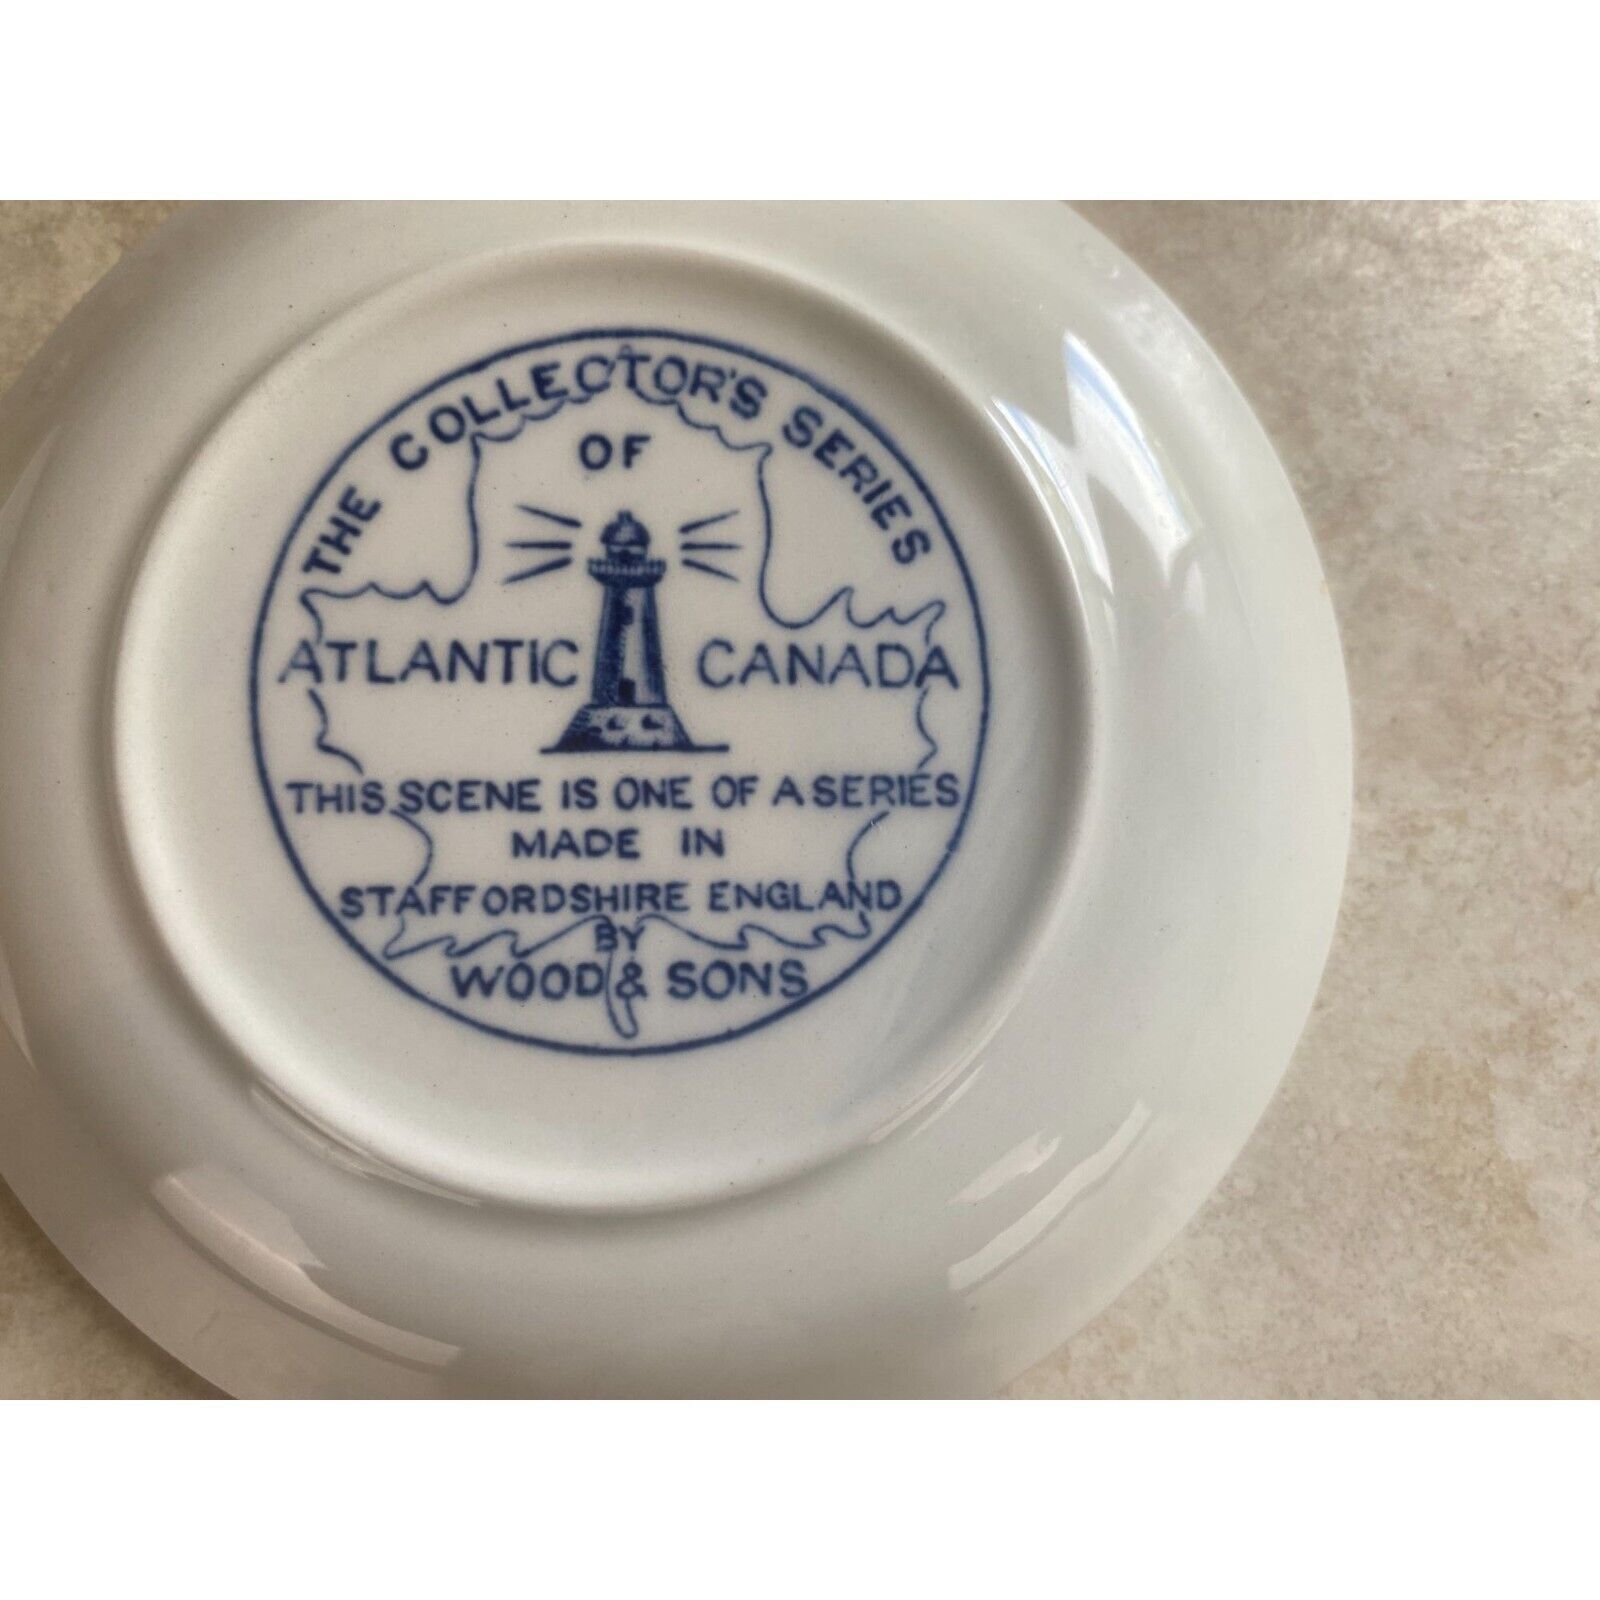 THE COLLECTOR'S SERIES
OF
ATLANTIC CANADA
THIS SCENE IS ONE OF A SERIES
MADE IN
STAFFORDSHIRE ENGLAND
BY
WOOD & SONS